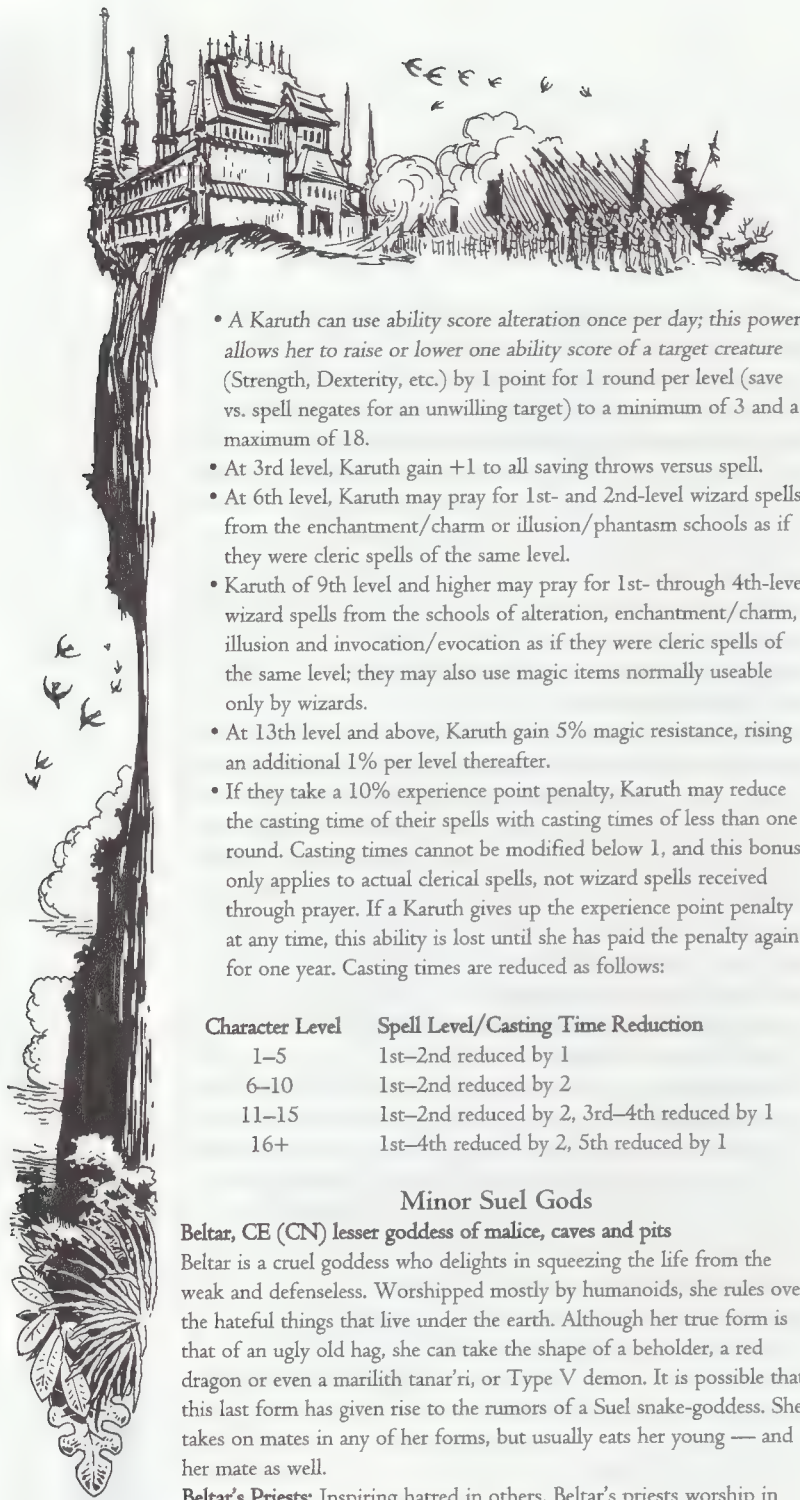 • A Karuth can use ability score alteration once per day; this power
allows her to raise or lower one ability score of a target creature
(Strength, Dexterity, etc.) by 1 point for 1 round per level (save
vs. spell negates for an unwilling target) to a minimum of 3 and a
maximum of 18.
• At 3rd level, Karuth gain +1 to all saving throws versus spell.
• At 6th level, Karuth may pray for 1st- and 2nd-level wizard spells
from the enchantment/charm or illusion/phantasm schools as if
they were cleric spells of the same level.
• Karuth of 9th level and higher may pray for 1st- through 4th-leve
wizard spells from the schools of alteration, enchantment/charm,
illusion and invocation/evocation as if they were cleric spells of
the same level; they may also use magic items normally useable
only by wizards.
• At 13th level and above, Karuth gain 5% magic resistance, rising
an additional 1% per level thereafter.
• If they take a 10% experience point penalty, Karuth may reduce
the casting time of their spells with casting times of less than one
round. Casting times cannot be modified below 1, and this bonus
only applies to actual clerical spells, not wizard spells received
through prayer. If a Karuth gives up the experience point penalty
at any time, this ability is lost until she has paid the penalty again
for one year. Casting times are reduced as follows:
Character Level Spell Level/Casting Time Reduction
1–5 1st–2nd reduced by 1
6–10 1st–2nd reduced by 2
11–15 1st–2nd reduced by 2, 3rd–4th reduced by 1
16+ 1st–4th reduced by 2, 5th reduced by 1
Minor Suel Gods
Beltar, CE (CN) lesser goddess of malice, caves and pits
Beltar is a cruel goddess who delights in squeezing the life from the
weak and defenseless. Worshipped mostly by humanoids, she rules ove
the hateful things that live under the earth. Although her true form is
that of an ugly old hag, she can take the shape of a beholder, a red
dragon or even a marilith tanar'ri, or Type V demon. It is possible that
this last form has given rise to the rumors of a Suel snake-goddess. She
takes on mates in any of her forms, but usually eats her young — and
her mate as well.
Beltar's Priests: Inspiring hatred in others, Beltar's priests worship in